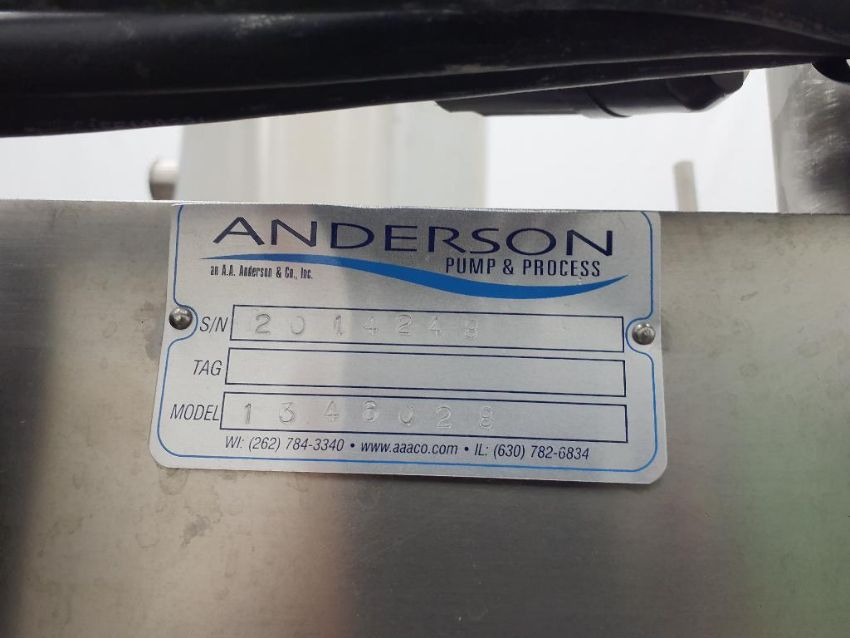 ANDERSON
PUMP & PROCESS
an A.A. Anderson & Co., Inc.
S/N 2014248
TAG
MODEL 1346028
WI: (262) 784-3340 • www.aaaco.com • IL: (630) 782-6834